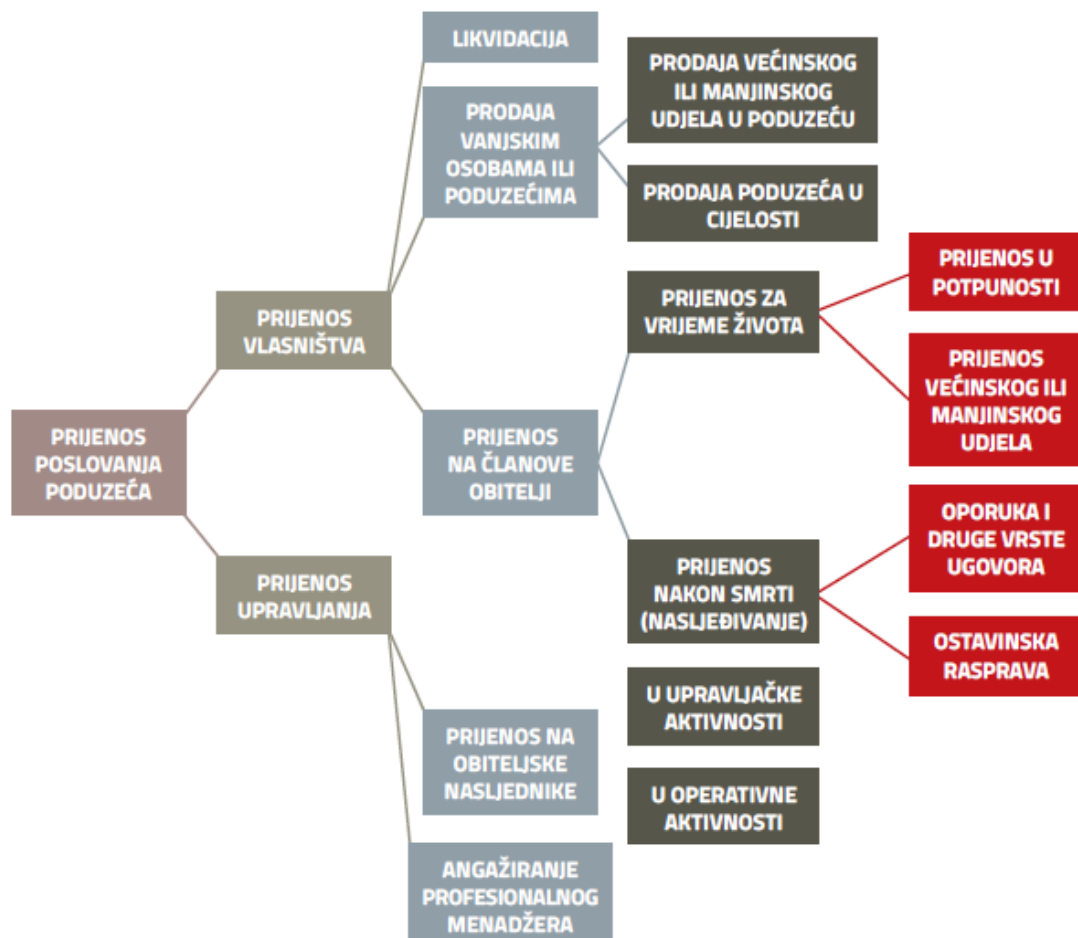 LIKVIDACIJA
PRODAJA
VANJSKIM
OSOBAMA ILI
PODUZEĆIMA
PRODAJA VEĆINSKOG
ILI MANJINSKOG
UDJELA U PODUZEĆU
PRODAJA PODUZEĆA U
CIJELOSTI
PRIJENOS
VLASNIŠTVA
PRIJENOS ZA
VRIJEME ŽIVOTA
PRIJENOS U
POTPUNOSTI
PRIJENOS
VEĆINSKOG ILI
MANJINSKOG
UDJELA
PRIJENOS
POSLOVANJA
PODUZEĆA
PRIJENOS
NA ČLANOVE
OBITELJI
OPORUKA I
DRUGE VRSTE
UGOVORA
PRIJENOS
UPRAVLJANJA
PRIJENOS
NAKON SMRTI
(NASLJEĐIVANJE)
OSTAVINSKA
RASPRAVA
PRIJENOS NA
OBITELJSKE
NASLJEDNIKE
U UPRAVLJAČKE
AKTIVNOSTI
U OPERATIVNE
AKTIVNOSTI
ANGAŽIRANJE
PROFESIONALNOG
MENADŽERA